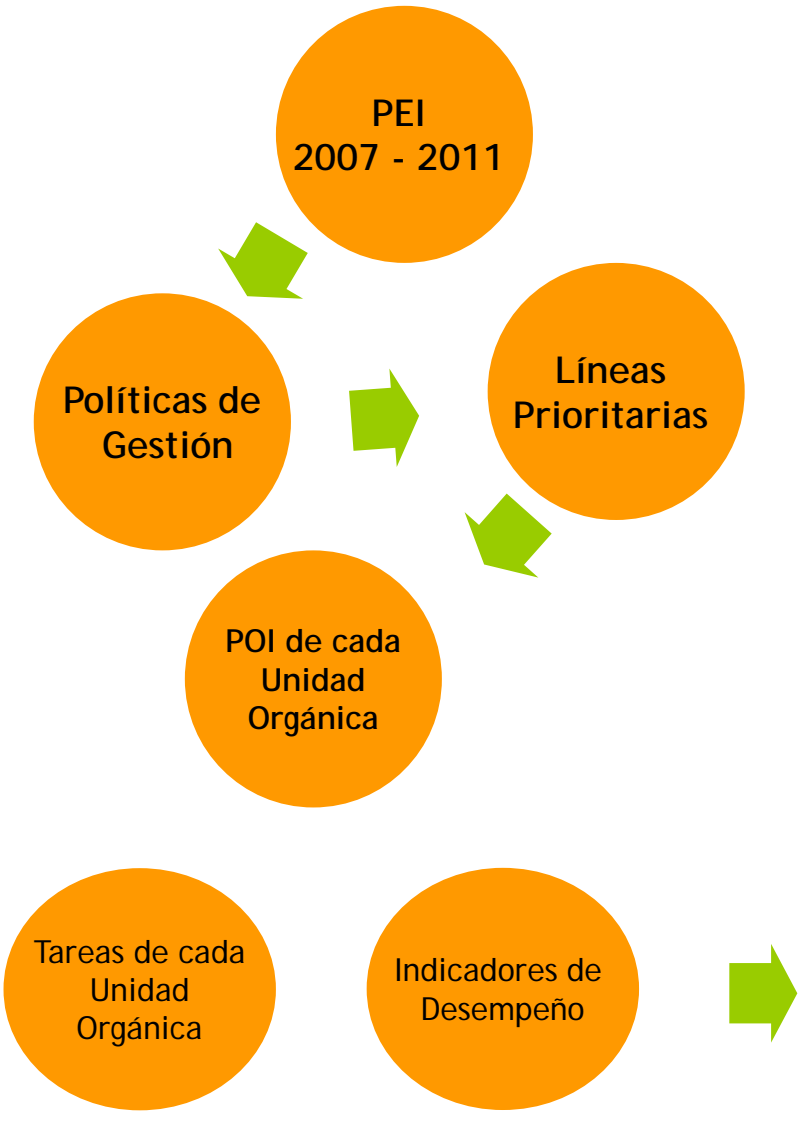 PEI
2007 - 2011
Políticas de
Gestión
Líneas
Prioritarias
POI de cada
Unidad
Orgánica
Tareas de cada
Unidad
Orgánica
Indicadores de
Desempeño